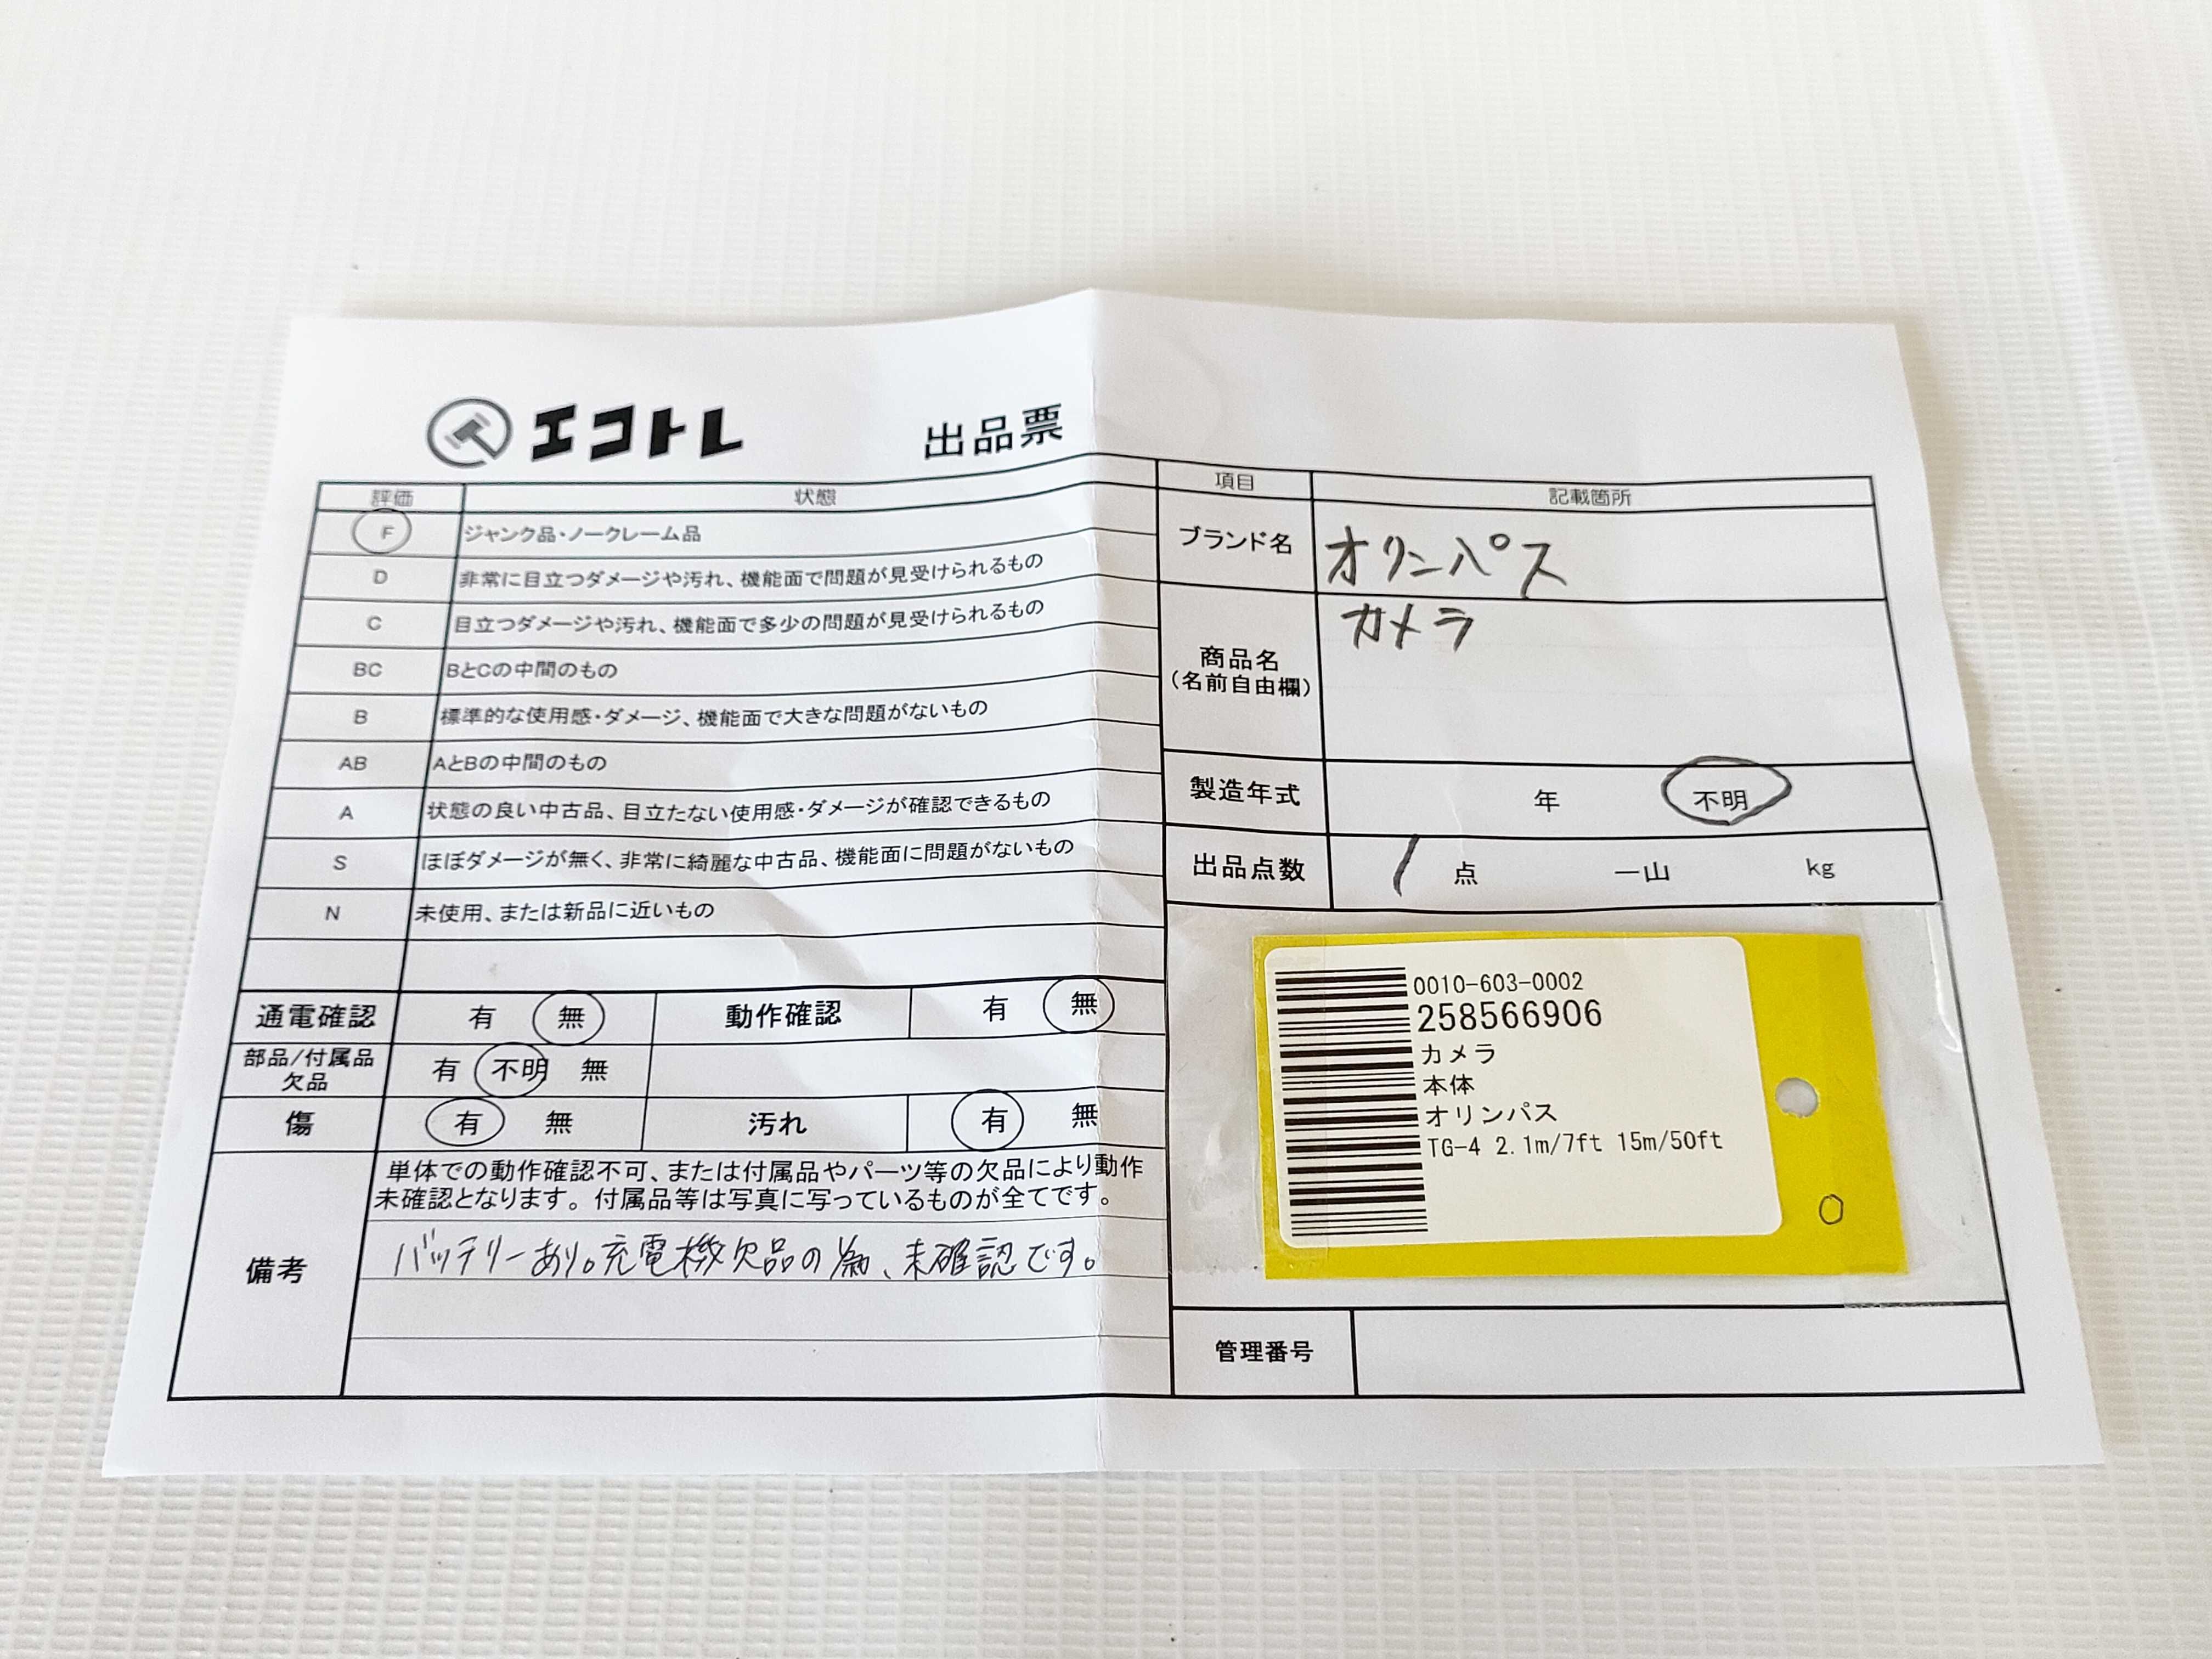 エコトレ 出品票
評価 状態
F ジャンク品・ノークレーム品
D 非常に目立つダメージや汚れ、機能面で問題が見受けられるもの
C 目立つダメージや汚れ、機能面で多少の問題が見受けられるもの
BC BとCの中間のもの
B 標準的な使用感・ダメージ、機能面で大きな問題がないもの
AB AとBの中間のもの
A 状態の良い中古品、目立たない使用感・ダメージが確認できるもの
S ほぼダメージが無く、非常に綺麗な中古品、機能面に問題がないもの
N 未使用、または新品に近いもの
通電確認 有 無 動作確認 有 無
部品/付属品
欠品 有 不明 無
傷 有 無 汚れ 有 無
備考
単体での動作確認不可、または付属品やパーツ等の欠品により動作
未確認となります。付属品等は写真に写っているものが全てです。
バッテリーあり。充電機欠品の為、未確認です。
項目 記載箇所
ブランド名 オリンパス
商品名
(名前自由欄)
カメラ
製造年式 年 不明
出品点数 1 点 一山 kg
0010-603-0002
258566906
カメラ
本体
オリンパス
TG-4 2.1m/7ft 15m/50ft
管理番号